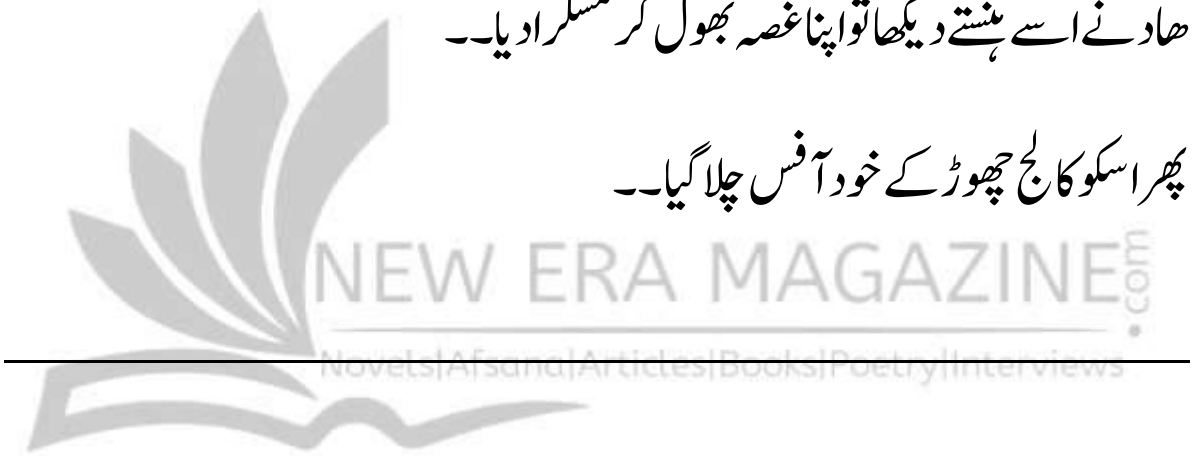 ھادنے اسے ہنستے دیکھا تو اپنا غصہ بھول کر مسکرا دیا۔۔
پھر اسکو کالج چھوڑ کے خود آفس چلا گیا۔۔
NEW ERA MAGAZINE.com
Novels|Afsana|Articles|Books|Poetry|Interviews